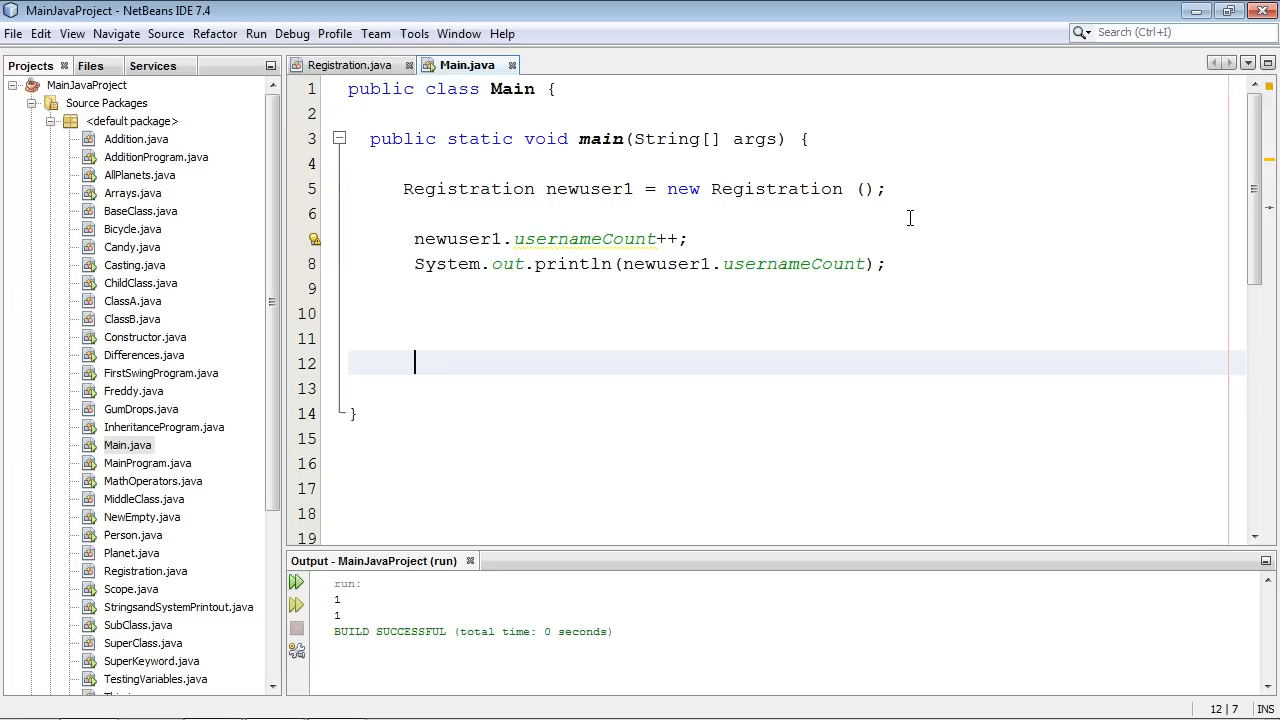 MainJavaProject - NetBeans IDE 7.4
File Edit View Navigate Source Refactor Run Debug Profile Team Tools Window Help
Search (Ctrl+I)
Projects Files Services
MainJavaProject
Source Packages
<default package>
Addition.java
AdditionProgram.java
AllPlanets.java
Arrays.java
BaseClass.java
Bicycle.java
Candy.java
Casting.java
ChildClass.java
ClassA.java
ClassB.java
Constructor.java
Differences.java
FirstSwingProgram.java
Freddy.java
GumDrops.java
InheritanceProgram.java
Main.java
MainProgram.java
MathOperators.java
MiddleClass.java
NewEmpty.java
Person.java
Planet.java
Registration.java
Scope.java
StringsandSystemPrintout.java
SubClass.java
SuperClass.java
SuperKeyword.java
TestingVariables.java
Registration.java Main.java
1 public class Main {
2
3 public static void main(String[] args) {
4
5 Registration newuser1 = new Registration ();
6
newuser1.usernameCount++;
8 System.out.println(newuser1.usernameCount);
9
10
11
12
13
14 }
15
16
17
18
19
Output - MainJavaProject (run)
run:
1
1
BUILD SUCCESSFUL (total time: 0 seconds)
12 | 7 INS